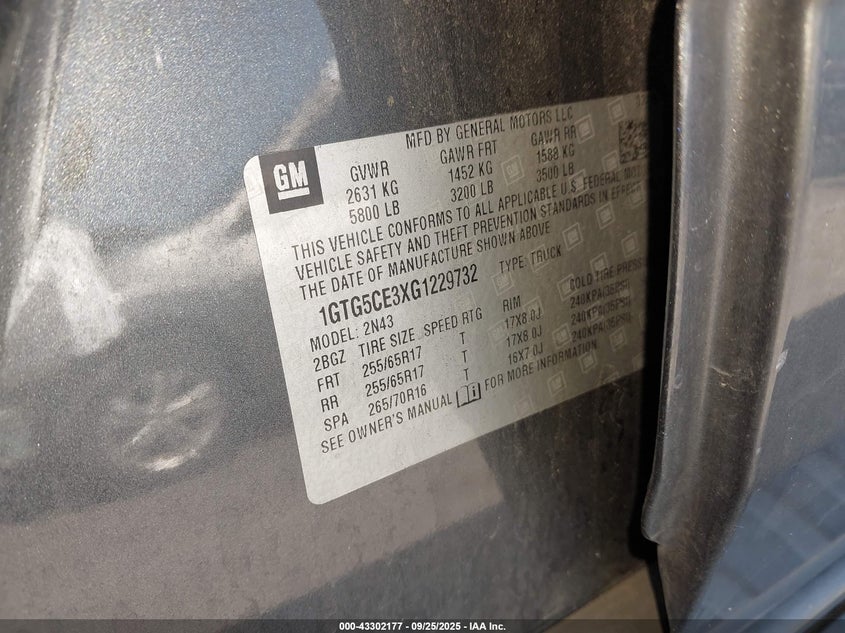 MFD BY GENERAL MOTORS LLC
GM
GVWR GAWR FRT GAWR RR
2631 KG 1452 KG 1588 KG
5800 LB 3200 LB 3500 LB
THIS VEHICLE CONFORMS TO ALL APPLICABLE U.S. FEDERAL
VEHICLE SAFETY AND THEFT PREVENTION STANDARDS IN EFFECT
THE DATE OF MANUFACTURE SHOWN ABOVE
1GTG5CE3XG1229732 TYPE: TRUCK
MODEL: 2N43
2BGZ TIRE SIZE SPEED RTG RIM COLD TIRE PRESS
FRT 255/65R17 T 17X8.0J 240KPA(35PSI)
RR 255/65R17 T 17X8.0J 240KPA(35PSI)
SPA 265/70R16 T 16X7.0J 240KPA(35PSI)
SEE OWNER'S MANUAL FOR MORE INFORMATION
000-43302177 - 09/25/2025 - IAA Inc.